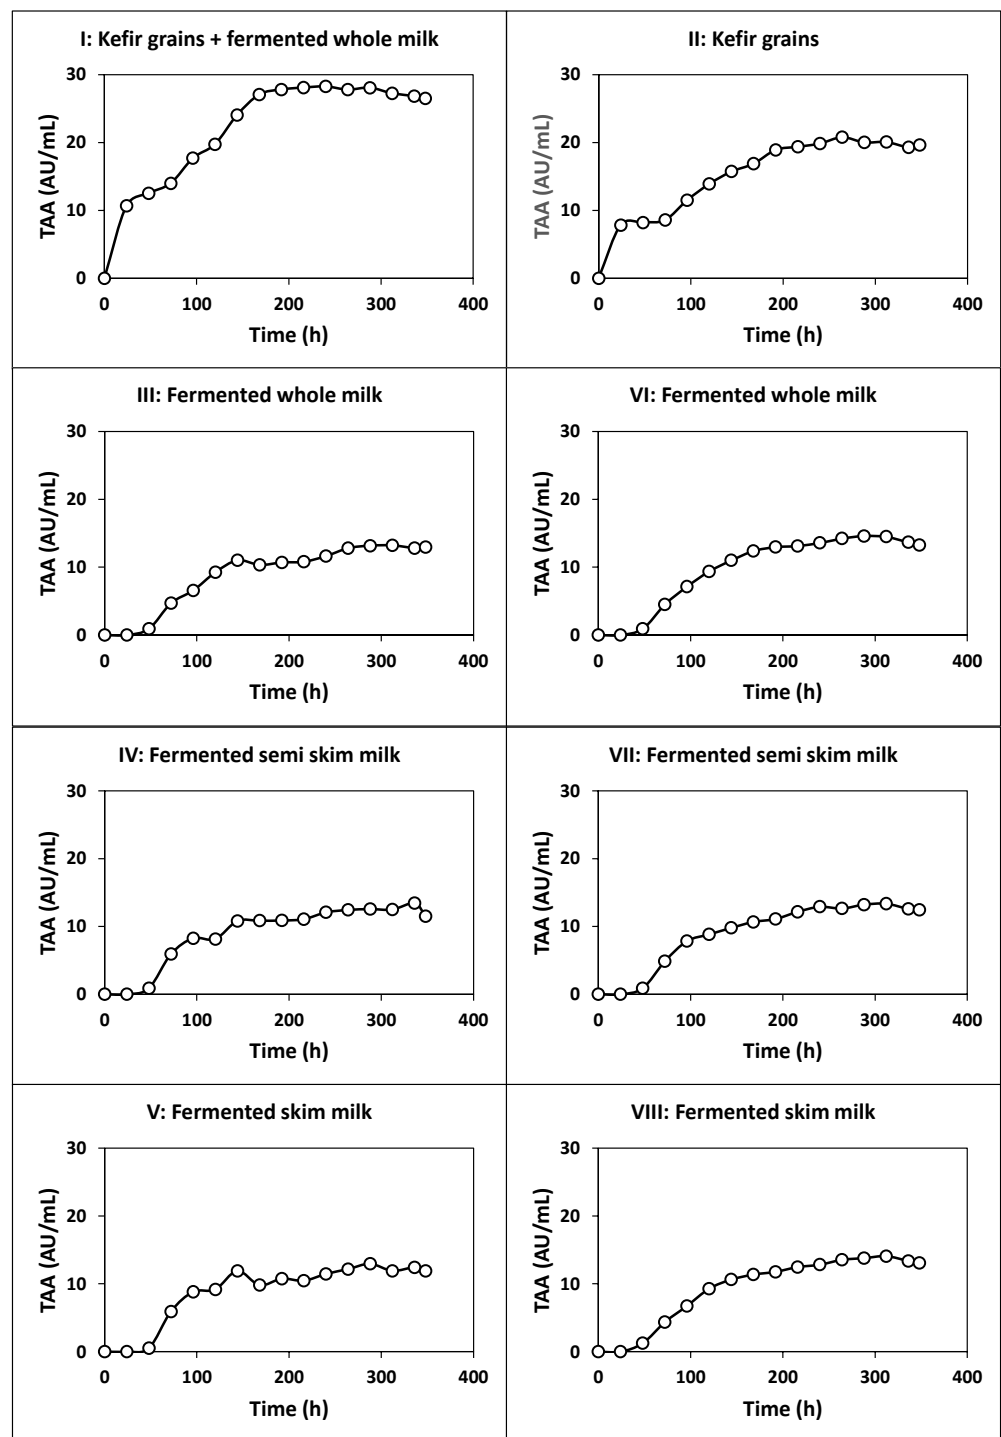 I: Kefir grains + fermented whole milk
30
20
10
0
0 100 200 300 400
TAA (AU/mL)
Time (h)
II: Kefir grains
30
20
10
0
0 100 200 300 400
TAA (AU/mL)
Time (h)
III: Fermented whole milk
30
20
10
0
0 100 200 300 400
TAA (AU/mL)
Time (h)
VI: Fermented whole milk
30
20
10
0
0 100 200 300 400
TAA (AU/mL)
Time (h)
IV: Fermented semi skim milk
30
20
10
0
0 100 200 300 400
TAA (AU/mL)
Time (h)
VII: Fermented semi skim milk
30
20
10
0
0 100 200 300 400
TAA (AU/mL)
Time (h)
V: Fermented skim milk
30
20
10
0
0 100 200 300 400
TAA (AU/mL)
Time (h)
VIII: Fermented skim milk
30
20
10
0
0 100 200 300 400
TAA (AU/mL)
Time (h)